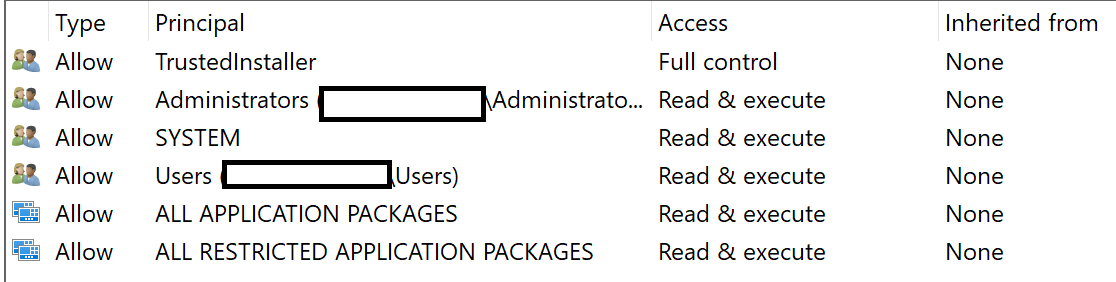 Type Principal Access Inherited from
Allow TrustedInstaller Full control None
Allow Administrators ( \Administrato... Read & execute None
Allow SYSTEM Read & execute None
Allow Users ( \Users) Read & execute None
Allow ALL APPLICATION PACKAGES Read & execute None
Allow ALL RESTRICTED APPLICATION PACKAGES Read & execute None